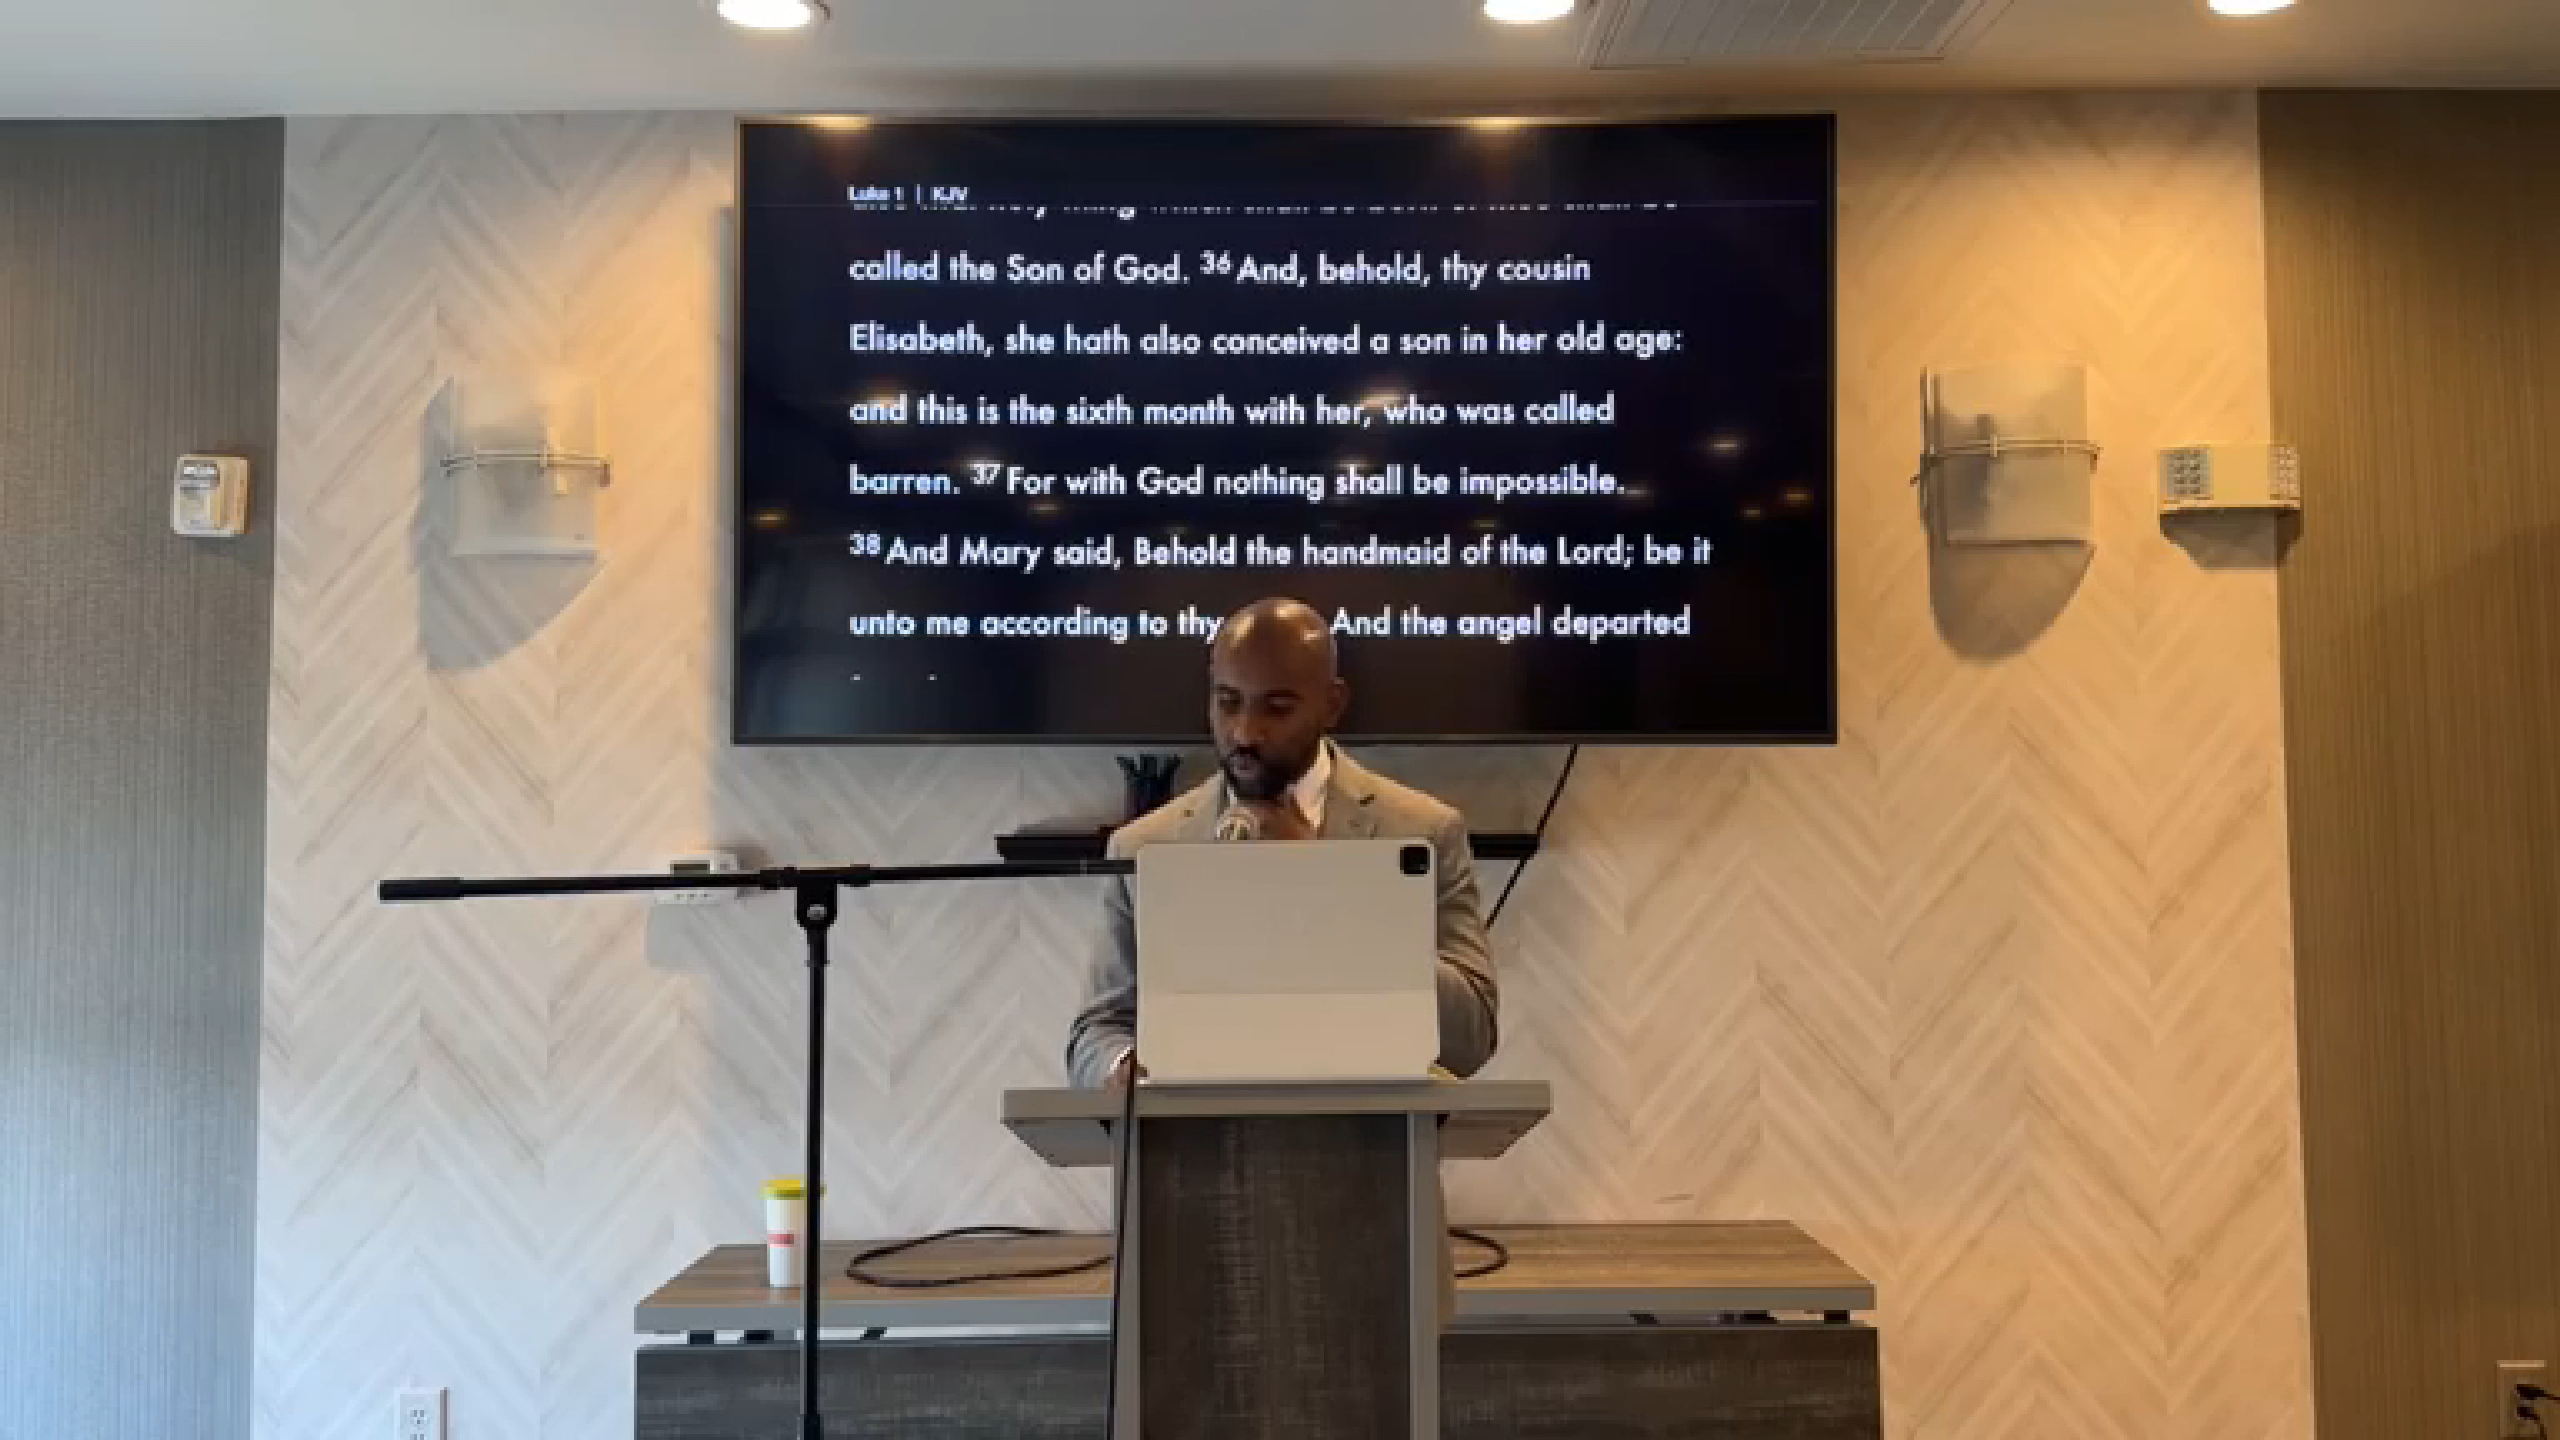 Luke 1 | KJV
called the Son of God. 36 And, behold, thy cousin
Elisabeth, she hath also conceived a son in her old age:
and this is the sixth month with her, who was called
barren. 37 For with God nothing shall be impossible.
38 And Mary said, Behold the handmaid of the Lord; be it
unto me according to thy And the angel departed